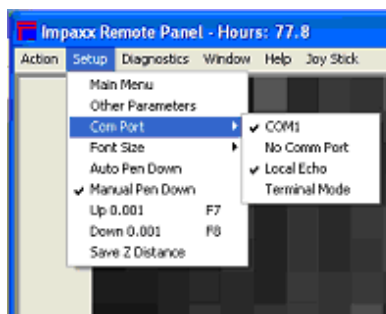 Impaxx Remote Panel - Hours: 77.8
Action Setup Diagnostics Window Help Joy Stick
Main Menu
Other Parameters
Com Port
Font Size
Auto Pen Down
✓ Manual Pen Down
Up 0.001 F7
Down 0.001 F8
Save Z Distance
✓ COM1
No Comm Port
✓ Local Echo
Terminal Mode